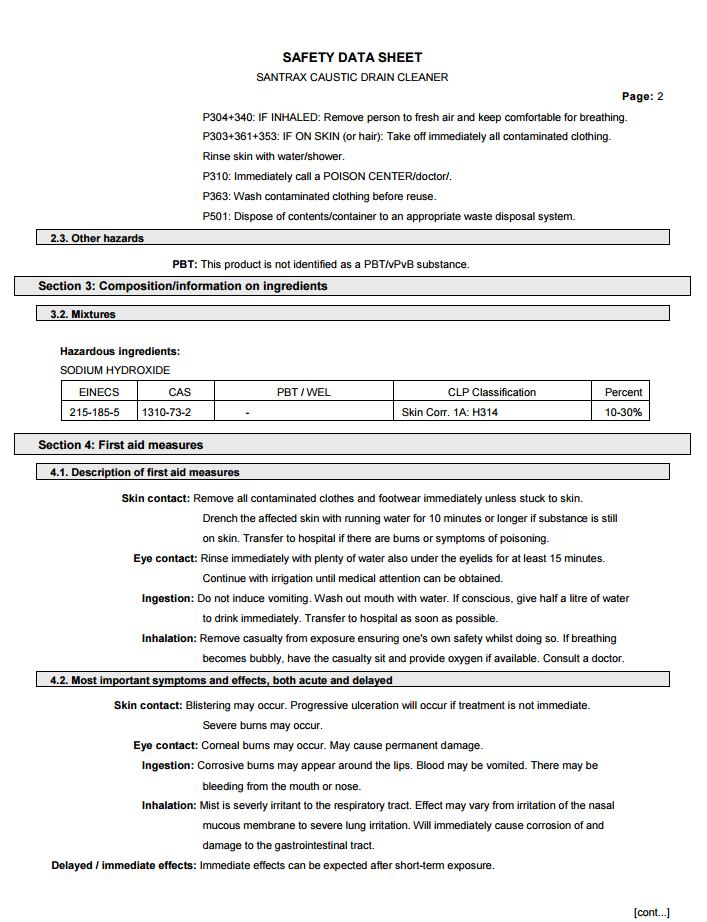 SAFETY DATA SHEET
SANTRAX CAUSTIC DRAIN CLEANER
Page: 2
P304+340: IF INHALED: Remove person to fresh air and keep comfortable for breathing.
P303+361+353: IF ON SKIN (or hair): Take off immediately all contaminated clothing.
Rinse skin with water/shower.
P310: Immediately call a POISON CENTER/doctor/.
P363: Wash contaminated clothing before reuse.
P501: Dispose of contents/container to an appropriate waste disposal system.
2.3. Other hazards
PBT: This product is not identified as a PBT/vPvB substance.
Section 3: Composition/information on ingredients
3.2. Mixtures
Hazardous ingredients:
SODIUM HYDROXIDE
EINECS CAS PBT / WEL CLP Classification Percent
215-185-5 1310-73-2 - Skin Corr. 1A: H314 10-30%
Section 4: First aid measures
4.1. Description of first aid measures
Skin contact: Remove all contaminated clothes and footwear immediately unless stuck to skin.
Drench the affected skin with running water for 10 minutes or longer if substance is still
on skin. Transfer to hospital if there are burns or symptoms of poisoning.
Eye contact: Rinse immediately with plenty of water also under the eyelids for at least 15 minutes.
Continue with irrigation until medical attention can be obtained.
Ingestion: Do not induce vomiting. Wash out mouth with water. If conscious, give half a litre of water
to drink immediately. Transfer to hospital as soon as possible.
Inhalation: Remove casualty from exposure ensuring one's own safety whilst doing so. If breathing
becomes bubbly, have the casualty sit and provide oxygen if available. Consult a doctor.
4.2. Most important symptoms and effects, both acute and delayed
Skin contact: Blistering may occur. Progressive ulceration will occur if treatment is not immediate.
Severe burns may occur.
Eye contact: Corneal burns may occur. May cause permanent damage.
Ingestion: Corrosive burns may appear around the lips. Blood may be vomited. There may be
bleeding from the mouth or nose.
Inhalation: Mist is severly irritant to the respiratory tract. Effect may vary from irritation of the nasal
mucous membrane to severe lung irritation. Will immediately cause corrosion of and
damage to the gastrointestinal tract.
Delayed / immediate effects: Immediate effects can be expected after short-term exposure.
[cont...]